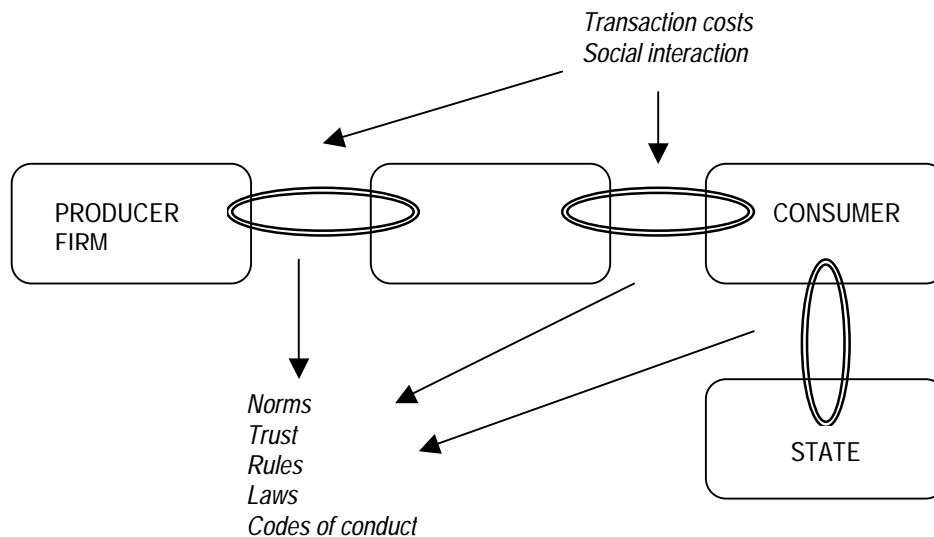 Transaction costs
Social interaction
PRODUCER
FIRM
CONSUMER
Norms
Trust
Rules
Laws
Codes of conduct
STATE